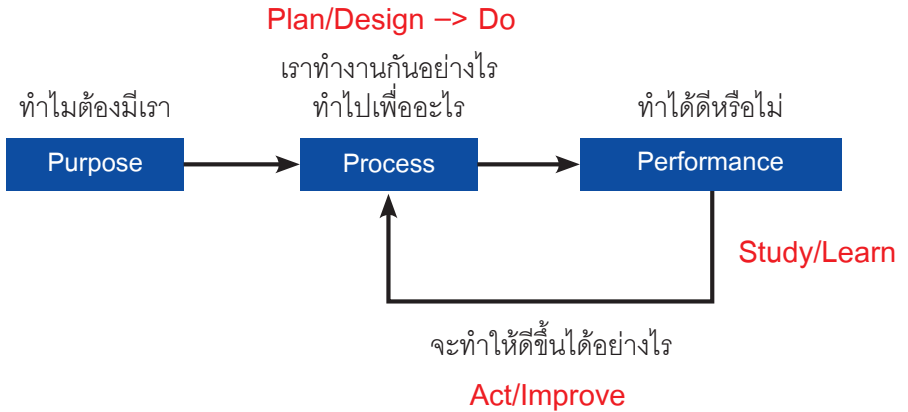 Plan/Design –> Do
เราทำงานกันอย่างไร
ทำไมต้องมีเรา
ทำไปเพื่ออะไร
ทำได้ดีหรือไม่
Purpose
Process
Performance
Study/Learn
จะทำให้ดีขึ้นได้อย่างไร
Act/Improve